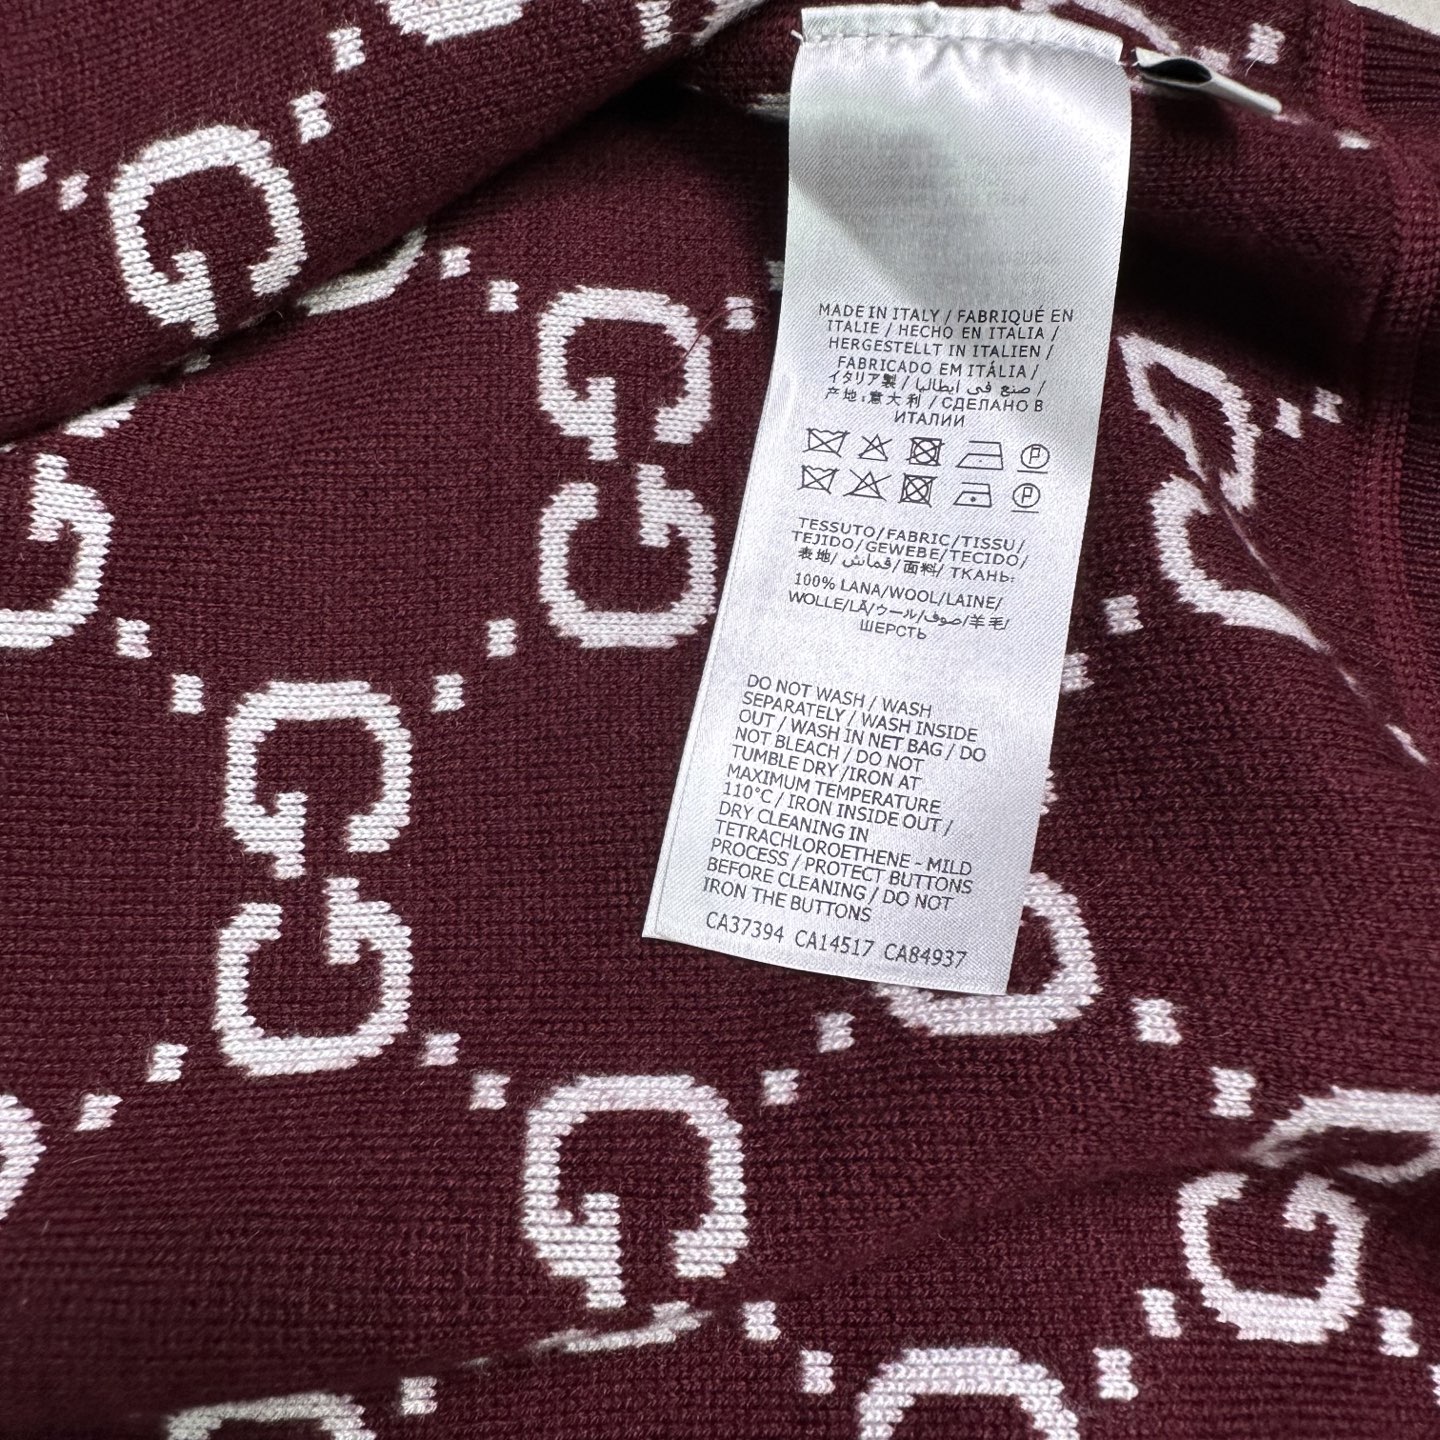 MADE IN ITALY / FABRIQUÉ EN
ITALIE / HECHO EN ITALIA /
HERGESTELLT IN ITALIEN /
FABRICADO EM ITÁLIA /
イタリア製 / صنع في ايطاليا /
产地:意大利 / СДЕЛАНО В
ИТАЛИИ
P
P
TESSUTO/FABRIC/TISSU/
TEJIDO/GEWEBE/TECIDO/
表地/ قماش/面料/ ТКАНЬ:
100% LANA/WOOL/LAINE/
WOLLE/LÃ/ウール/صوف/羊毛/
ШЕРСТЬ
DO NOT WASH / WASH
SEPARATELY / WASH INSIDE
OUT / WASH IN NET BAG / DO
NOT BLEACH / DO NOT
TUMBLE DRY /IRON AT
MAXIMUM TEMPERATURE
110°C / IRON INSIDE OUT /
DRY CLEANING IN
TETRACHLOROETHENE - MILD
PROCESS / PROTECT BUTTONS
BEFORE CLEANING / DO NOT
IRON THE BUTTONS
CA37394 CA14517 CA84937